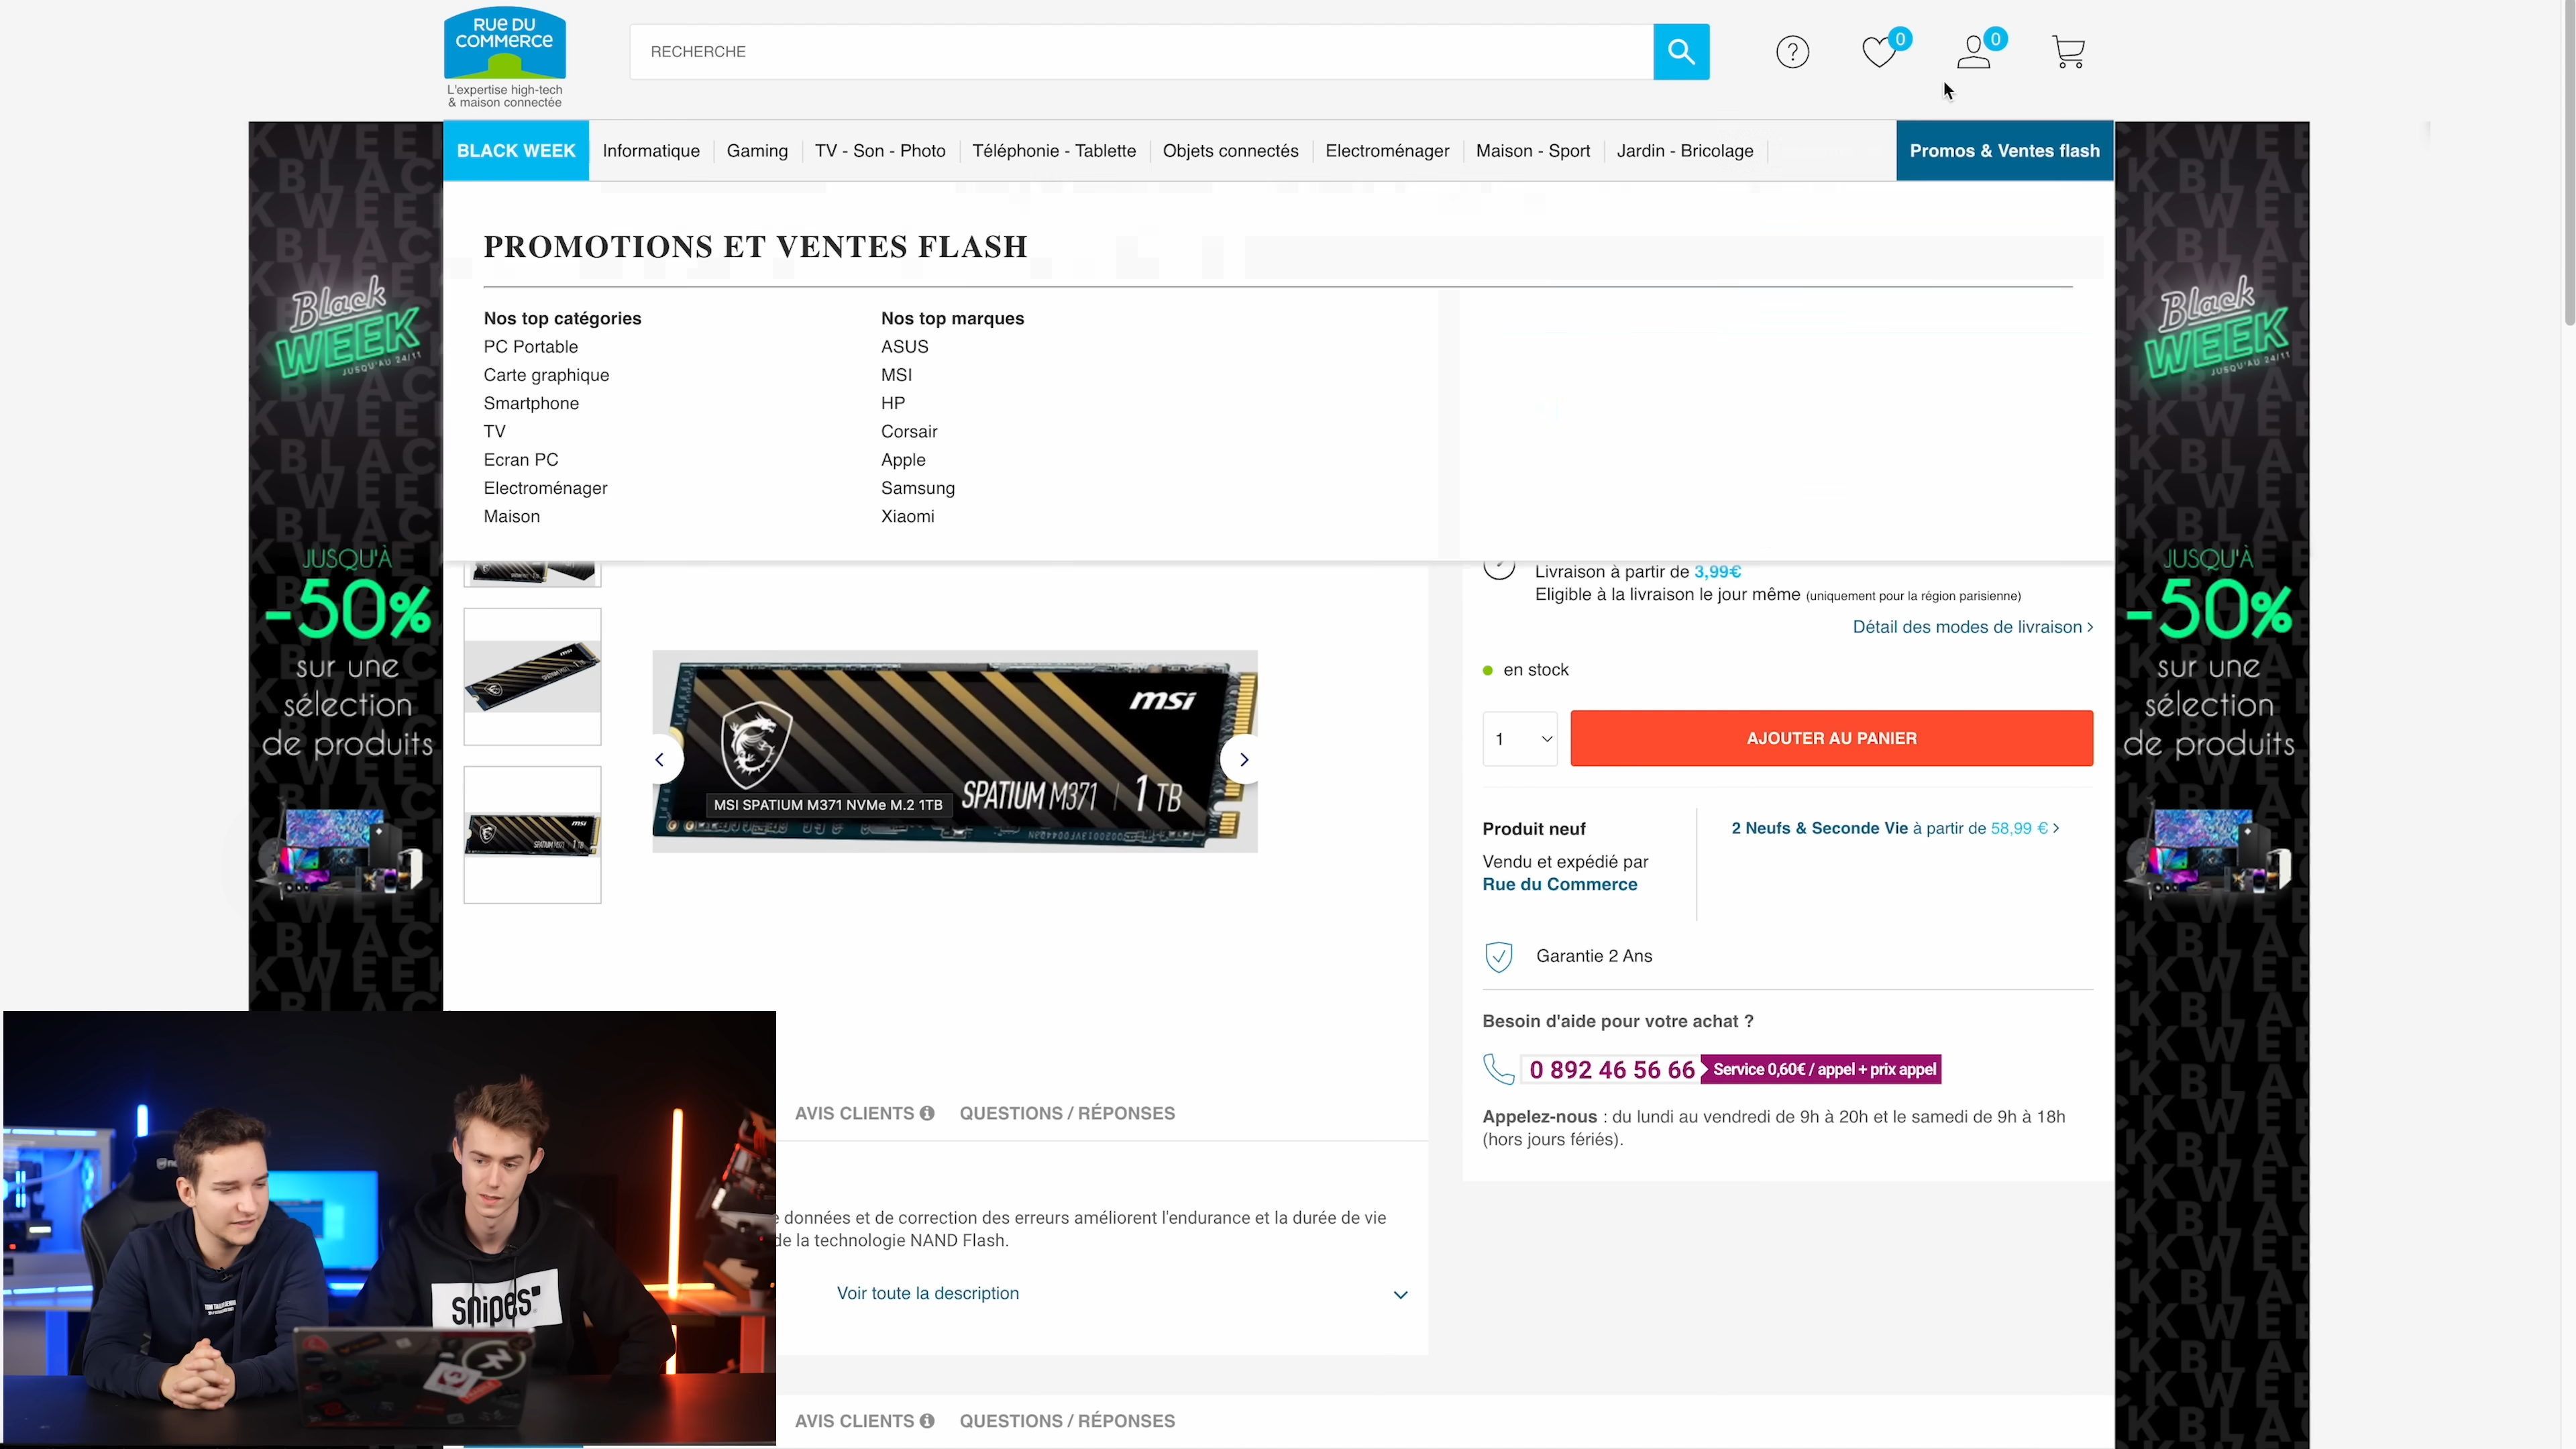 RUE DU
COMMERCE
L'expertise high-tech
& maison connectée
RECHERCHE
0
0
BLACK WEEK
Informatique
Gaming
TV - Son - Photo
Téléphonie - Tablette
Objets connectés
Electroménager
Maison - Sport
Jardin - Bricolage
Promos & Ventes flash
PROMOTIONS ET VENTES FLASH
Nos top catégories
PC Portable
Carte graphique
Smartphone
TV
Ecran PC
Electroménager
Maison
Nos top marques
ASUS
MSI
HP
Corsair
Apple
Samsung
Xiaomi
Black
WEEK
JUSQU'AU 24/11
JUSQU'À
-50%
sur une
sélection
de produits
Black
WEEK
JUSQU'AU 24/11
JUSQU'À
-50%
sur une
sélection
de produits
Livraison à partir de 3,99€
Eligible à la livraison le jour même (uniquement pour la région parisienne)
Détail des modes de livraison
en stock
1
AJOUTER AU PANIER
msi
SPATIUM M371 | 1 TB
MSI SPATIUM M371 NVMe M.2 1TB
Produit neuf
Vendu et expédié par
Rue du Commerce
2 Neufs & Seconde Vie à partir de 58,99 €
Garantie 2 Ans
Besoin d'aide pour votre achat ?
0 892 46 56 66 Service 0,60€ / appel + prix appel
Appelez-nous : du lundi au vendredi de 9h à 20h et le samedi de 9h à 18h
(hors jours fériés).
AVIS CLIENTS
QUESTIONS / RÉPONSES
données et de correction des erreurs améliorent l'endurance et la durée de vie
de la technologie NAND Flash.
Voir toute la description
snipes
AVIS CLIENTS
QUESTIONS / RÉPONSES